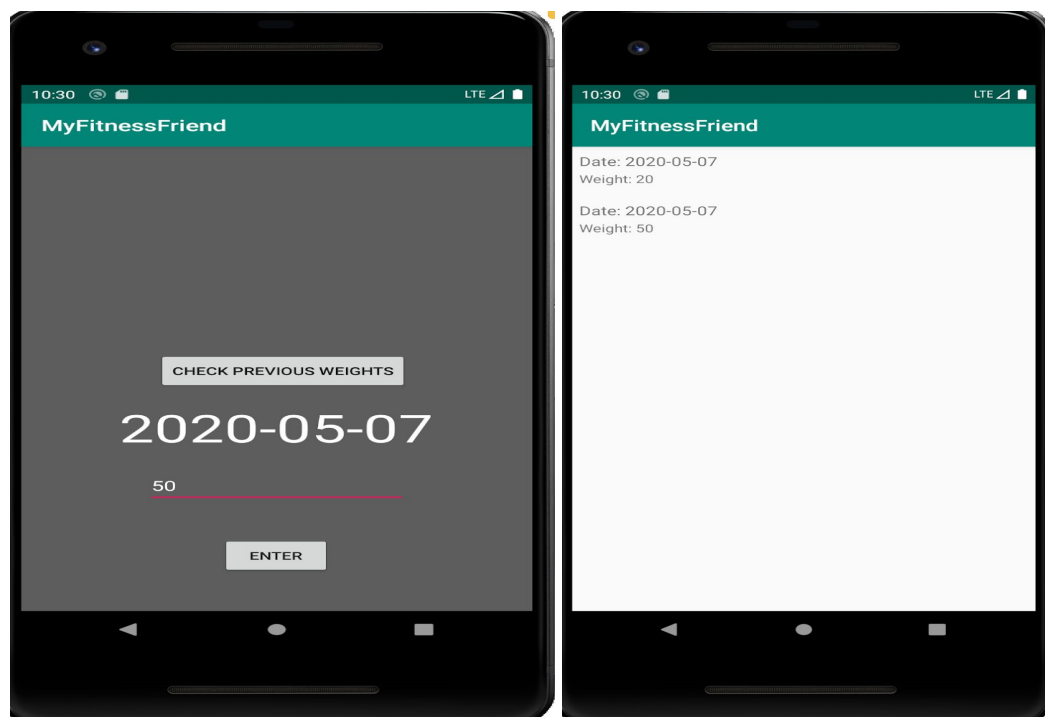 10:30 LTE
MyFitnessFriend
CHECK PREVIOUS WEIGHTS
2020-05-07
50
ENTER
10:30 LTE
MyFitnessFriend
Date: 2020-05-07
Weight: 20
Date: 2020-05-07
Weight: 50